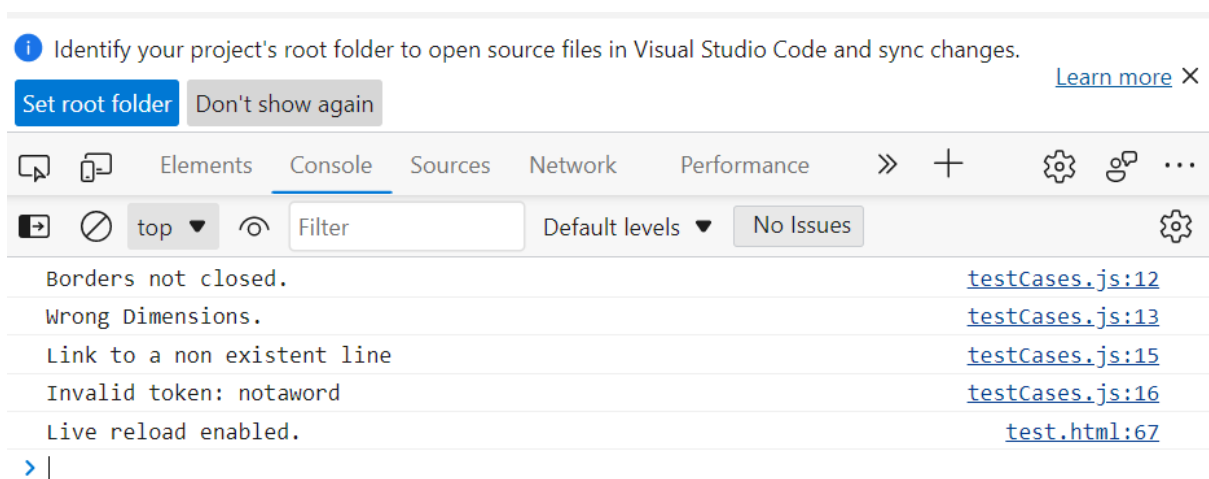 Identify your project's root folder to open source files in Visual Studio Code and sync changes.
Learn more
Set root folder Don't show again
Elements Console Sources Network Performance
top Filter Default levels No Issues
Borders not closed. testCases.js:12
Wrong Dimensions. testCases.js:13
Link to a non existent line testCases.js:15
Invalid token: notaword testCases.js:16
Live reload enabled. test.html:67